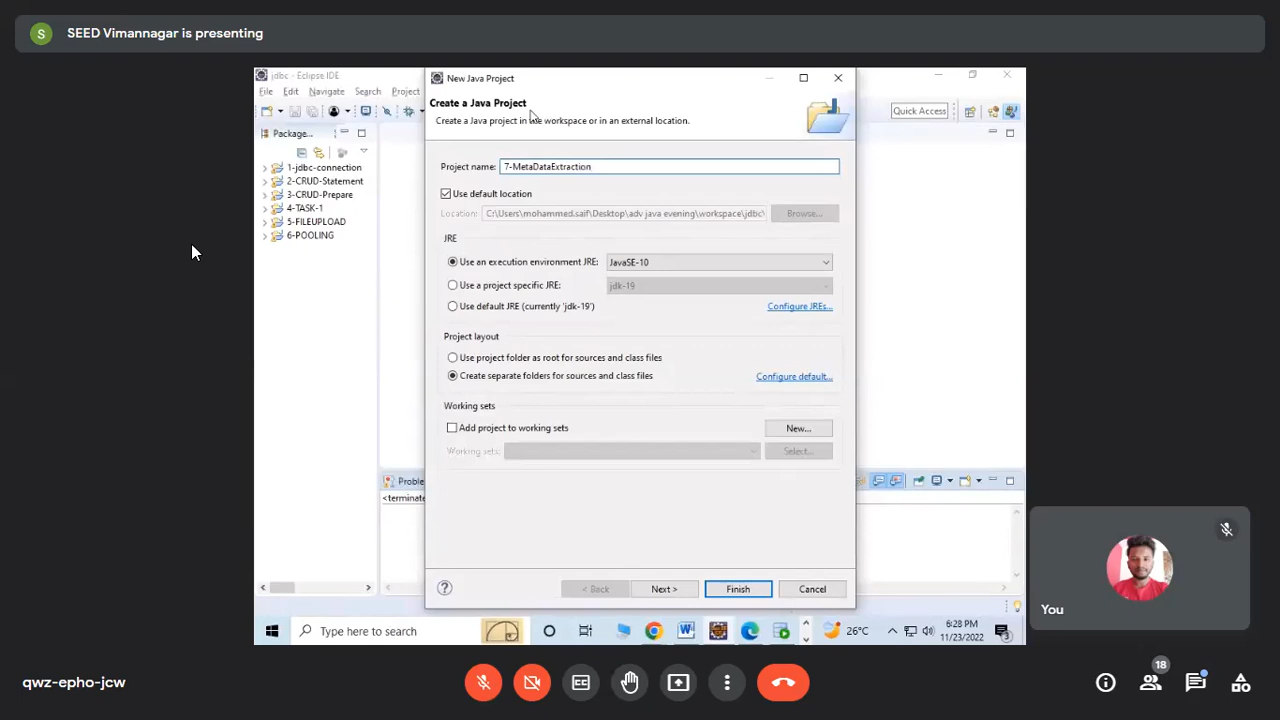 S SEED Vimannagar is presenting
jdbc - Eclipse IDE
File Edit Navigate Search Project
Quick Access
Package...
1-jdbc-connection
2-CRUD-Statement
3-CRUD-Prepare
4-TASK-1
5-FILEUPLOAD
6-POOLING
New Java Project
Create a Java Project
Create a Java project in the workspace or in an external location.
Project name: 7-MetaDataExtraction
Use default location
Location: C:\Users\mohammed.saif\Desktop\adv java evening\workspace\jdbc\ Browse...
JRE
Use an execution environment JRE: JavaSE-10
Use a project specific JRE: jdk-19
Use default JRE (currently 'jdk-19') Configure JREs...
Project layout
Use project folder as root for sources and class files
Create separate folders for sources and class files Configure default...
Working sets
Add project to working sets New...
Working sets: Select...
Proble
<terminate
? < Back Next > Finish Cancel
Type here to search
26°C
6:28 PM
11/23/2022
3
You
qwz-epho-jcw
CC
18